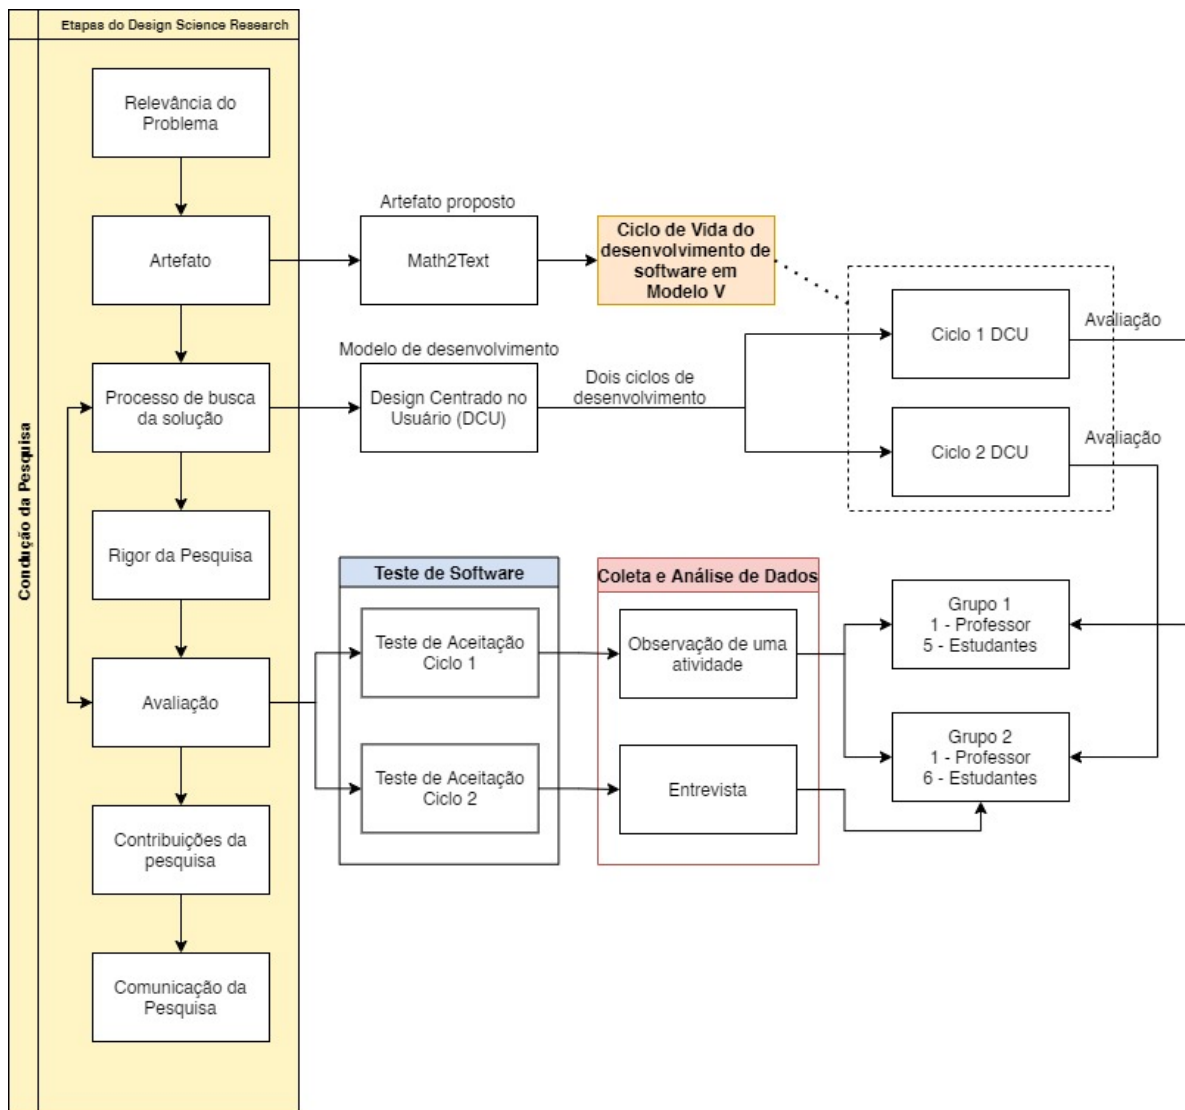 Etapas do Design Science Research
Condução da Pesquisa
Relevância do
Problema
Artefato
Artefato proposto
Math2Text
Ciclo de Vida do
desenvolvimento de
software em
Modelo V
Ciclo 1 DCU
Avaliação
Processo de busca
da solução
Modelo de desenvolvimento
Design Centrado no
Usuário (DCU)
Dois ciclos de
desenvolvimento
Ciclo 2 DCU
Avaliação
Rigor da Pesquisa
Teste de Software
Teste de Aceitação
Ciclo 1
Teste de Aceitação
Ciclo 2
Coleta e Análise de Dados
Observação de uma
atividade
Entrevista
Grupo 1
1 - Professor
5 - Estudantes
Grupo 2
1 - Professor
6 - Estudantes
Avaliação
Contribuições da
pesquisa
Comunicação da
Pesquisa